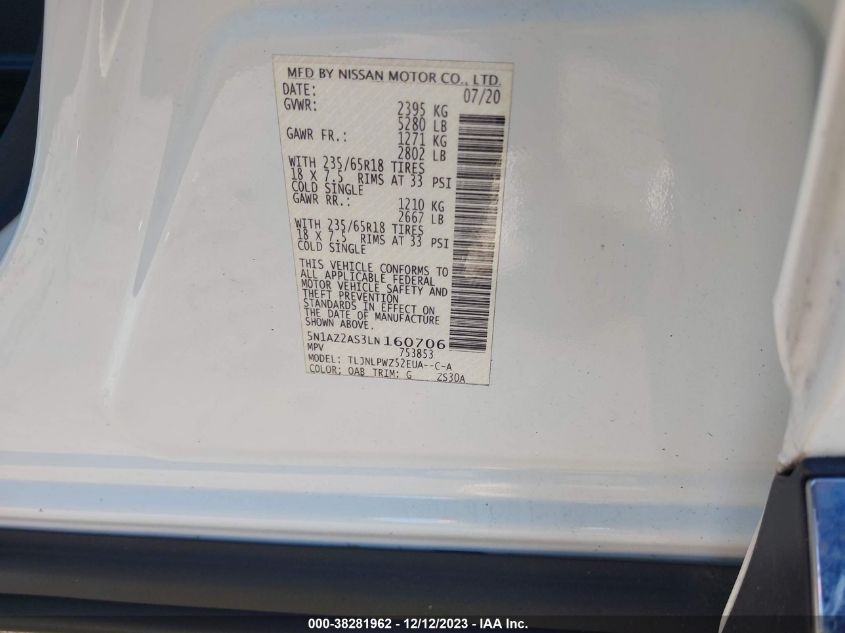 MFD BY NISSAN MOTOR CO., LTD.
DATE: 07/20
GVWR: 2395 KG
5280 LB
GAWR FR.: 1271 KG
2802 LB
WITH 235/65R18 TIRES
18 X 7.5 RIMS AT 33 PSI
COLD SINGLE
GAWR RR.: 1210 KG
2667 LB
WITH 235/65R18 TIRES
18 X 7.5 RIMS AT 33 PSI
COLD SINGLE
THIS VEHICLE CONFORMS TO
ALL APPLICABLE FEDERAL
MOTOR VEHICLE SAFETY AND
THEFT PREVENTION
STANDARDS IN EFFECT ON
THE DATE OF MANUFACTURE
SHOWN ABOVE.
5N1AZ2AS3LN160706
MPV 753853
MODEL: TLJNLPWZ52EUA--C-A
COLOR: QAB TRIM: G ZS30A
000-38281962 - 12/12/2023 - IAA Inc.